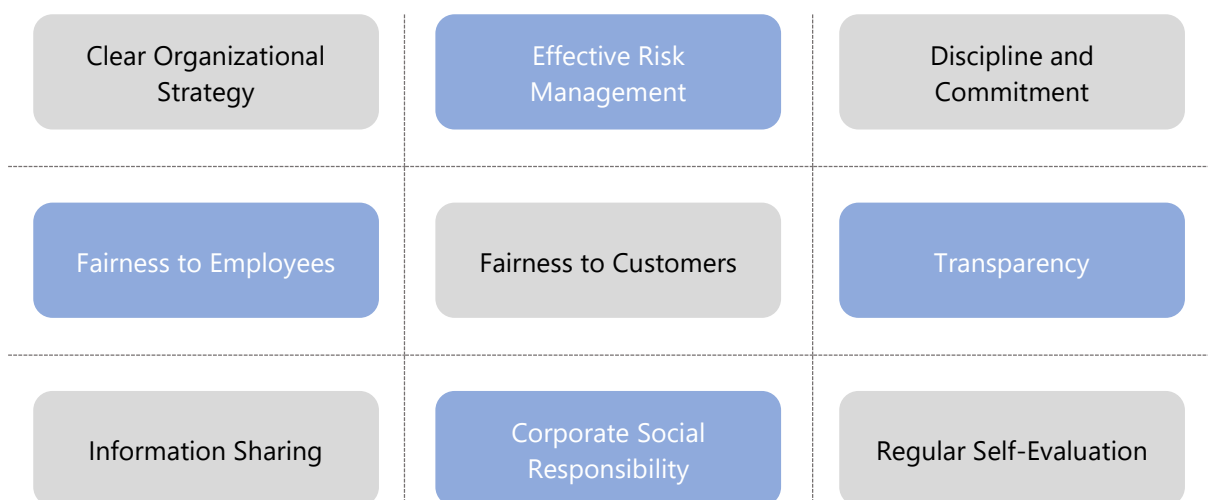 Clear Organizational
Strategy
Effective Risk
Management
Discipline and
Commitment
Fairness to Employees
Fairness to Customers
Transparency
Information Sharing
Corporate Social
Responsibility
Regular Self-Evaluation